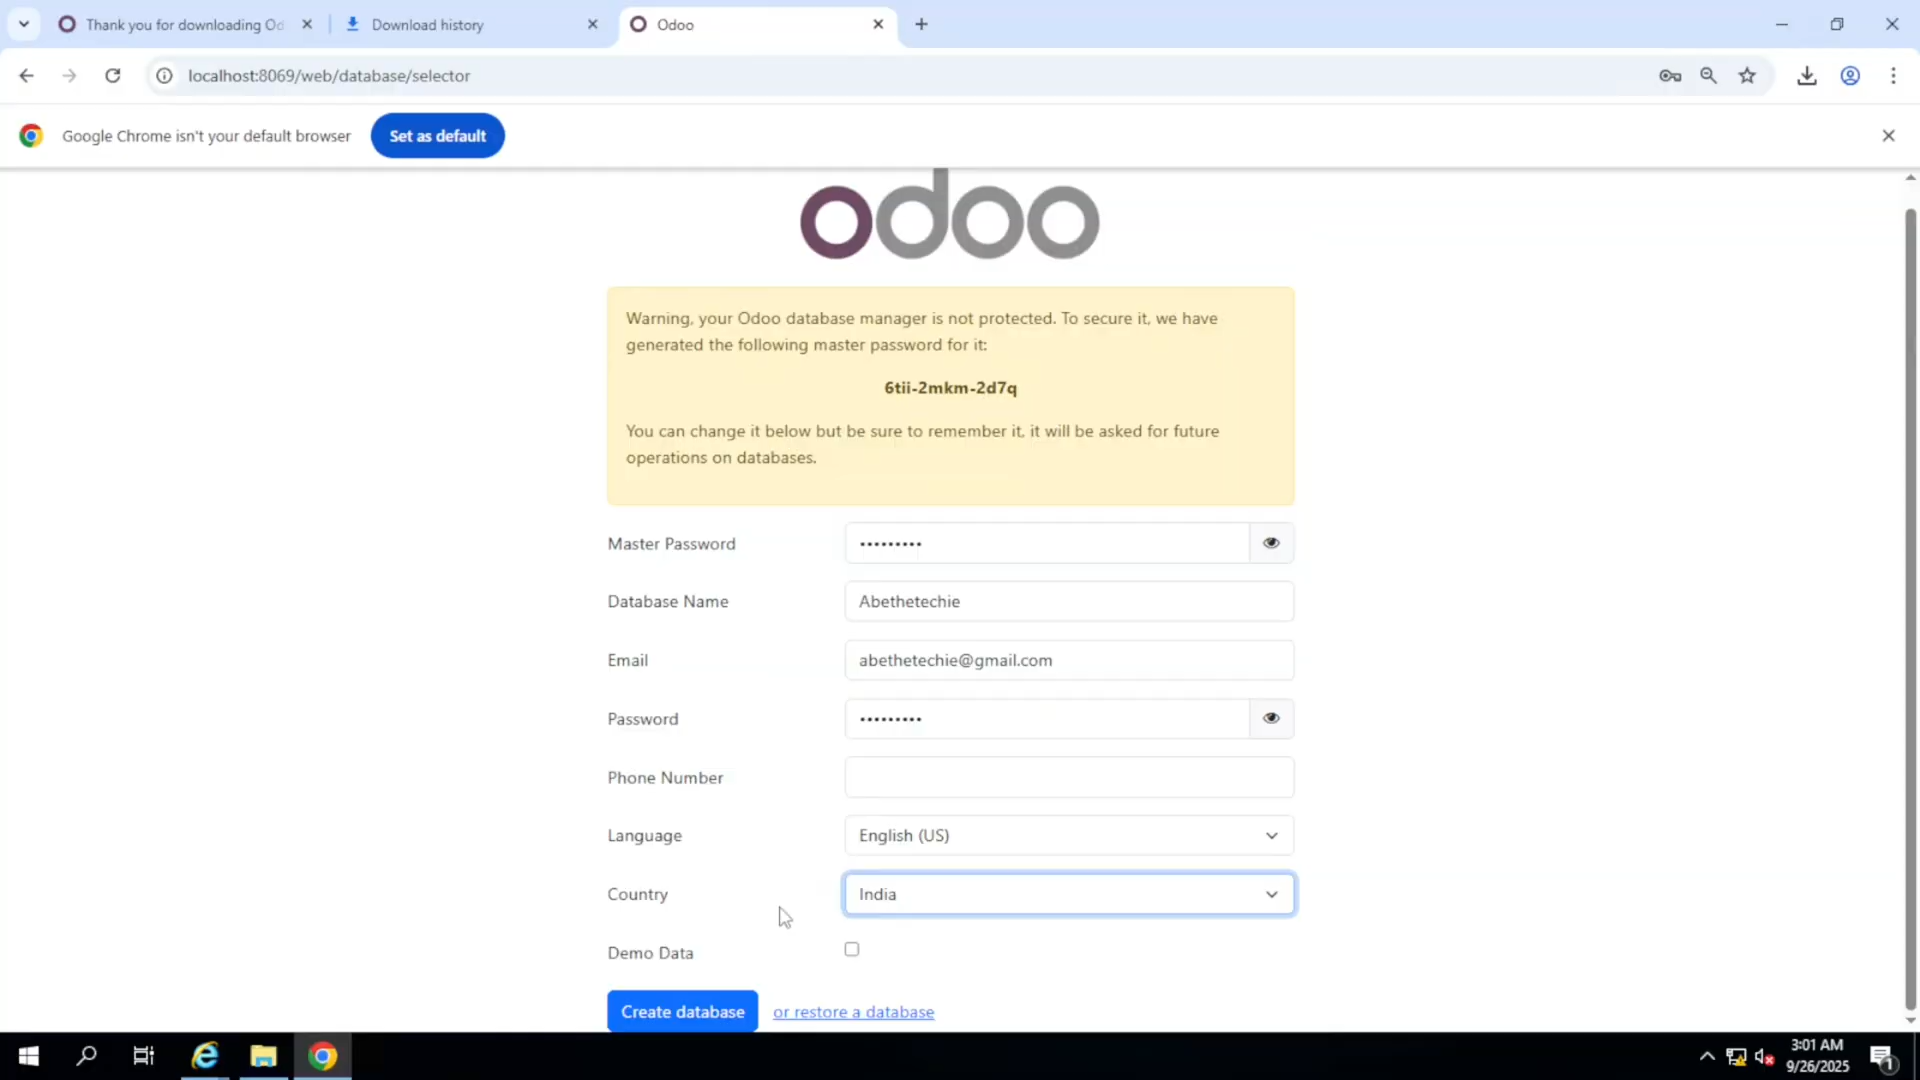 Thank you for downloading Od
Download history
Odoo
localhost:8069/web/database/selector
Google Chrome isn't your default browser
Set as default
odoo
Warning, your Odoo database manager is not protected. To secure it, we have
generated the following master password for it:
6tii-2mkm-2d7q
You can change it below but be sure to remember it, it will be asked for future
operations on databases.
Master Password •••••••••
Database Name Abethetechie
Email abethetechie@gmail.com
Password •••••••••
Phone Number
Language English (US)
Country India
Demo Data
Create database or restore a database
3:01 AM
9/26/2025
1